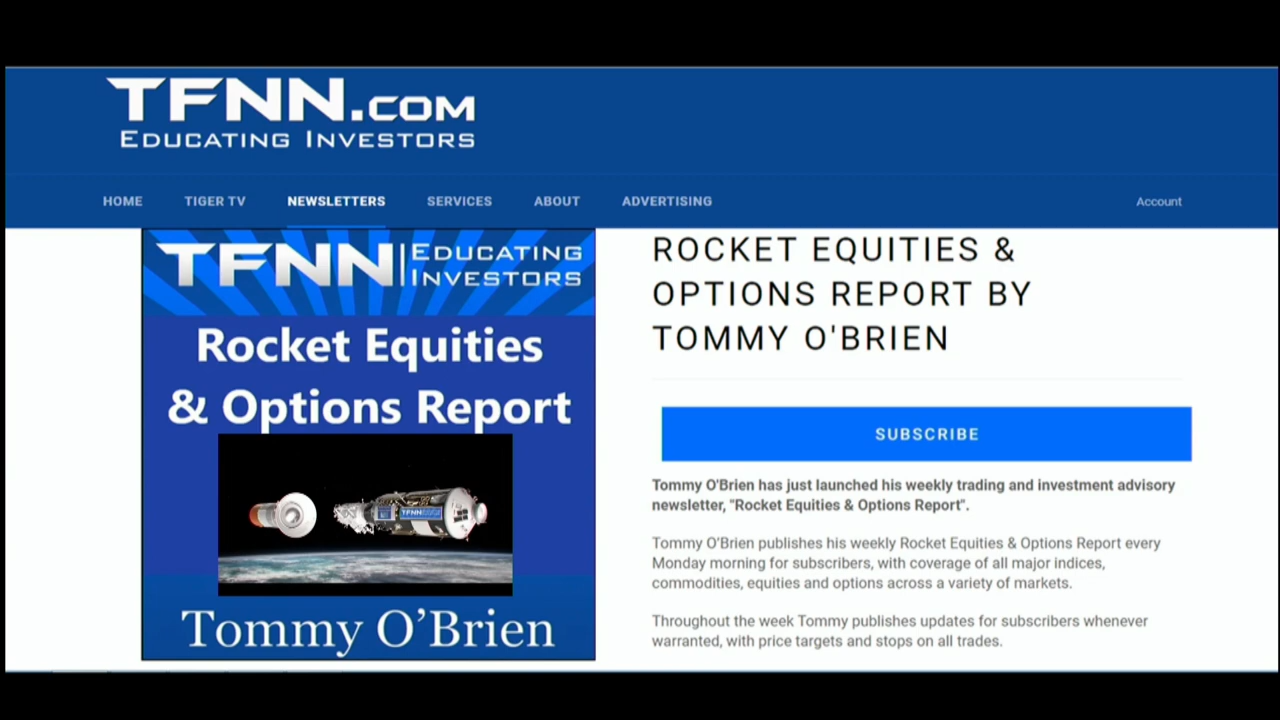 TFNN.COM
EDUCATING INVESTORS
HOME TIGER TV NEWSLETTERS SERVICES ABOUT ADVERTISING Account
TFNN EDUCATING
INVESTORS
Rocket Equities
& Options Report
Tommy O'Brien
ROCKET EQUITIES &
OPTIONS REPORT BY
TOMMY O'BRIEN
SUBSCRIBE
Tommy O'Brien has just launched his weekly trading and investment advisory
newsletter, "Rocket Equities & Options Report".
Tommy O'Brien publishes his weekly Rocket Equities & Options Report every
Monday morning for subscribers, with coverage of all major indices,
commodities, equities and options across a variety of markets.
Throughout the week Tommy publishes updates for subscribers whenever
warranted, with price targets and stops on all trades.